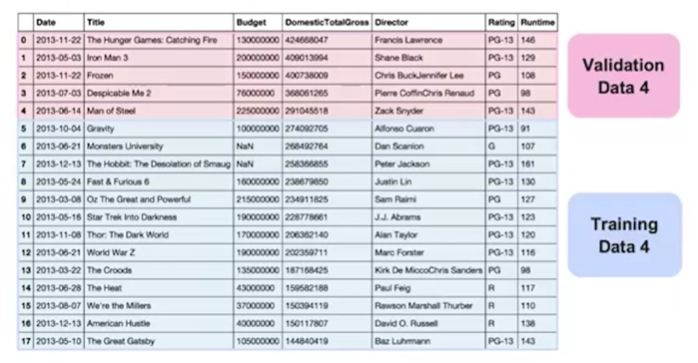 Date Title Budget DomesticTotalGross Director Rating Runtime
0 2013-11-22 The Hunger Games: Catching Fire 130000000 424668047 Francis Lawrence PG-13 146
1 2013-05-03 Iron Man 3 200000000 409013994 Shane Black PG-13 129
2 2013-11-22 Frozen 150000000 400738009 Chris BuckJennifer Lee PG 108
3 2013-07-03 Despicable Me 2 76000000 368061265 Pierre CoffinChris Renaud PG 98
4 2013-06-14 Man of Steel 225000000 291045518 Zack Snyder PG-13 143
5 2013-10-04 Gravity 100000000 274092705 Alfonso Cuaron PG-13 91
6 2013-06-21 Monsters University NaN 268492764 Dan Scanlon G 107
7 2013-12-13 The Hobbit: The Desolation of Smaug NaN 258366855 Peter Jackson PG-13 161
8 2013-05-24 Fast & Furious 6 160000000 238679850 Justin Lin PG-13 130
9 2013-03-08 Oz The Great and Powerful 215000000 234911825 Sam Raimi PG 127
10 2013-05-16 Star Trek Into Darkness 190000000 228778661 J.J. Abrams PG-13 123
11 2013-11-08 Thor: The Dark World 170000000 206362140 Alan Taylor PG-13 120
12 2013-06-21 World War Z 190000000 202359711 Marc Forster PG-13 116
13 2013-03-22 The Croods 135000000 187168425 Kirk De MiccoChris Sanders PG 98
14 2013-06-28 The Heat 43000000 159582188 Paul Feig R 117
15 2013-08-07 We're the Millers 37000000 150394119 Rawson Marshall Thurber R 110
16 2013-12-13 American Hustle 40000000 150117807 David O. Russell R 138
17 2013-05-10 The Great Gatsby 105000000 144840419 Baz Luhrmann PG-13 143
Validation
Data 4
Training
Data 4